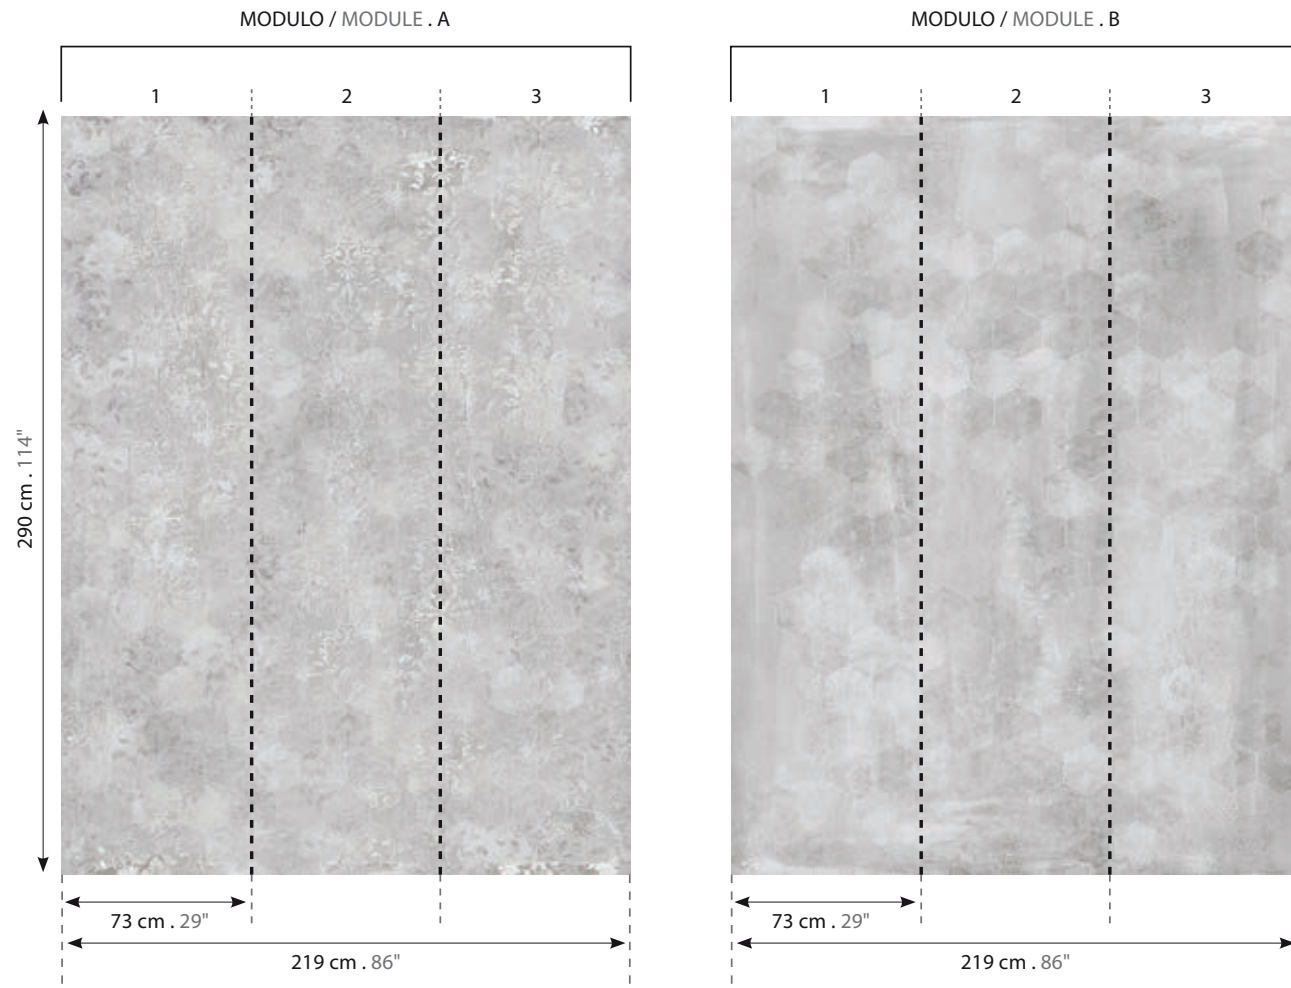 MODULO / MODULE . A
MODULO / MODULE . B
1
2
3
1
2
3
290 cm . 114"
73 cm . 29"
73 cm . 29"
219 cm . 86"
219 cm . 86"